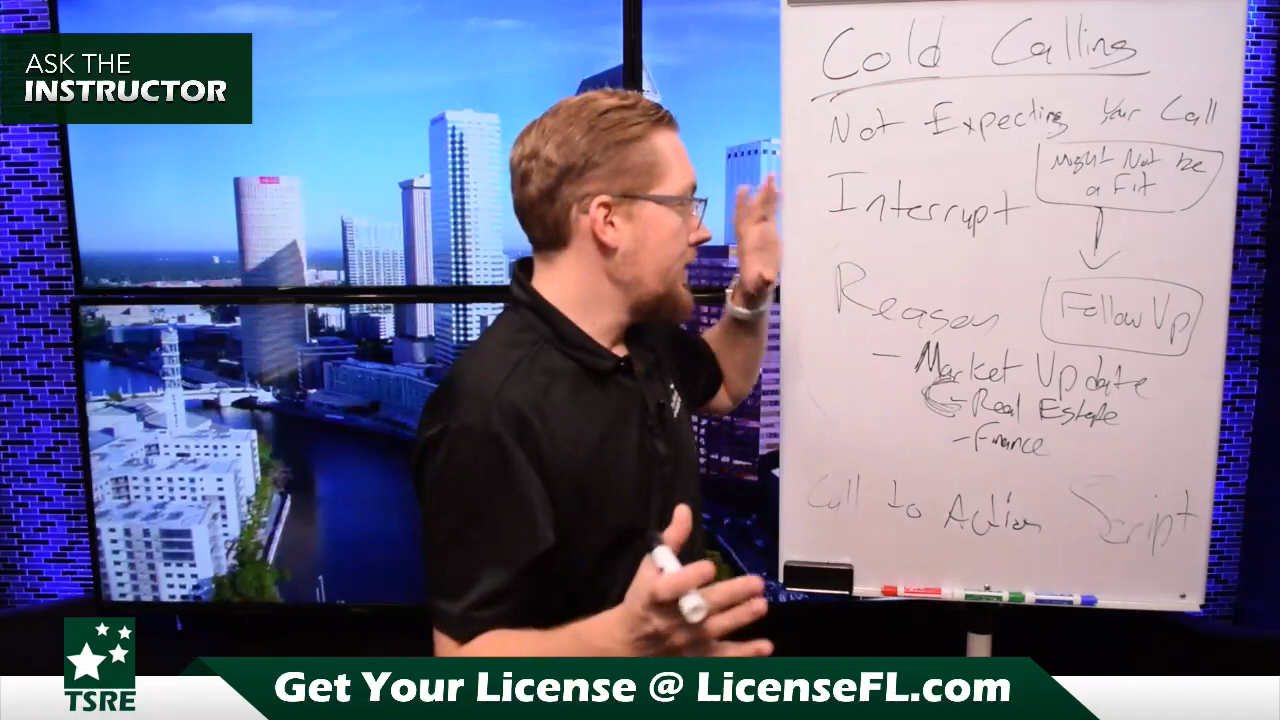 ASK THE
INSTRUCTOR
Cold Calling
Not Expecting Your Call
Might Not be
a Fit
Interrupt
Reason
Follow Up
- Market Update
- Real Estate
- Finance
Call to Action
Script
TSRE
Get Your License @ LicenseFL.com